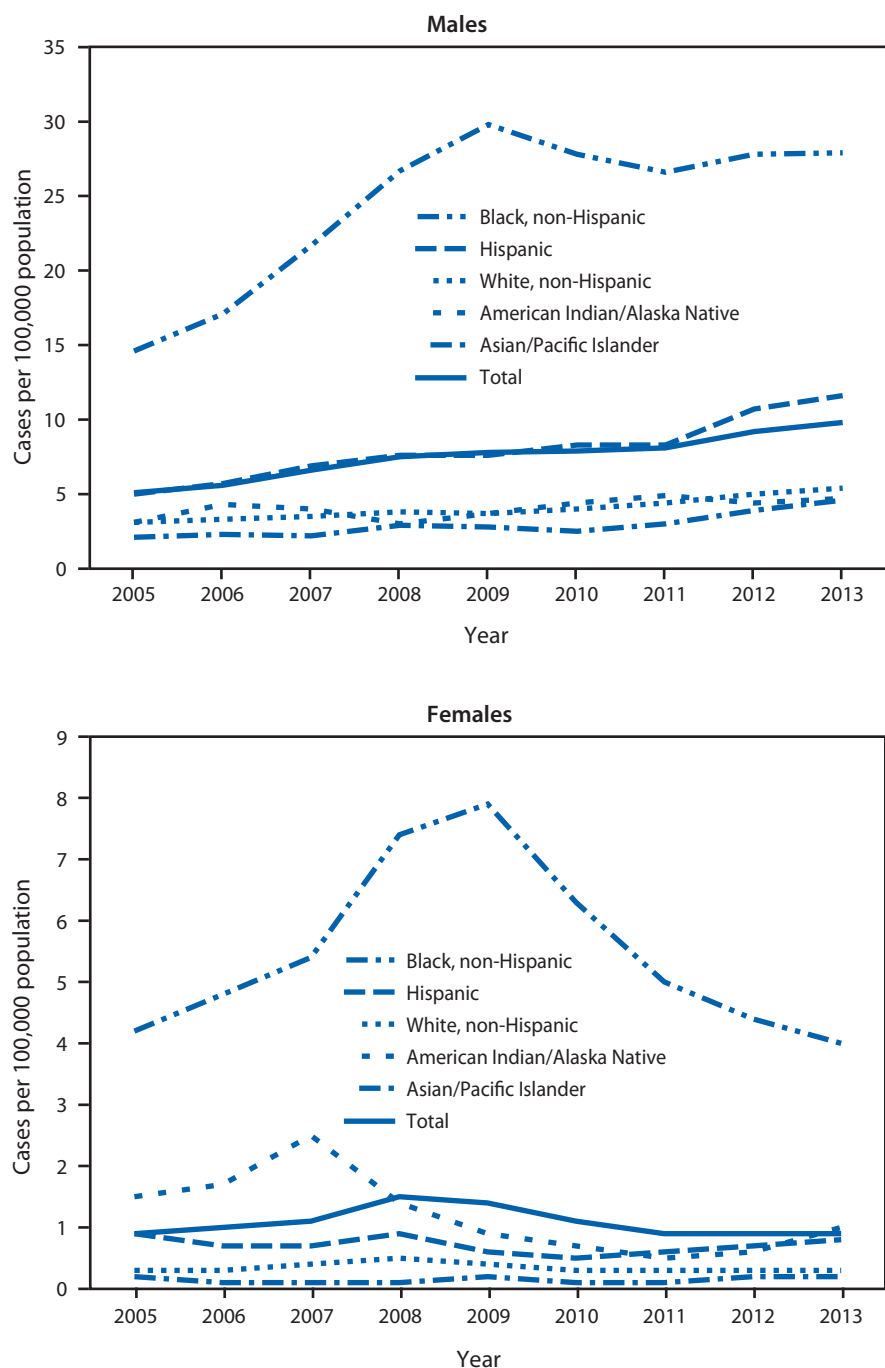 Males
35
30
25
20
15
10
5
0
Cases per 100,000 population
Black, non-Hispanic
Hispanic
White, non-Hispanic
American Indian/Alaska Native
Asian/Pacific Islander
Total
2005 2006 2007 2008 2009 2010 2011 2012 2013
Year
Females
9
8
7
6
5
4
3
2
1
0
Cases per 100,000 population
Black, non-Hispanic
Hispanic
White, non-Hispanic
American Indian/Alaska Native
Asian/Pacific Islander
Total
2005 2006 2007 2008 2009 2010 2011 2012 2013
Year